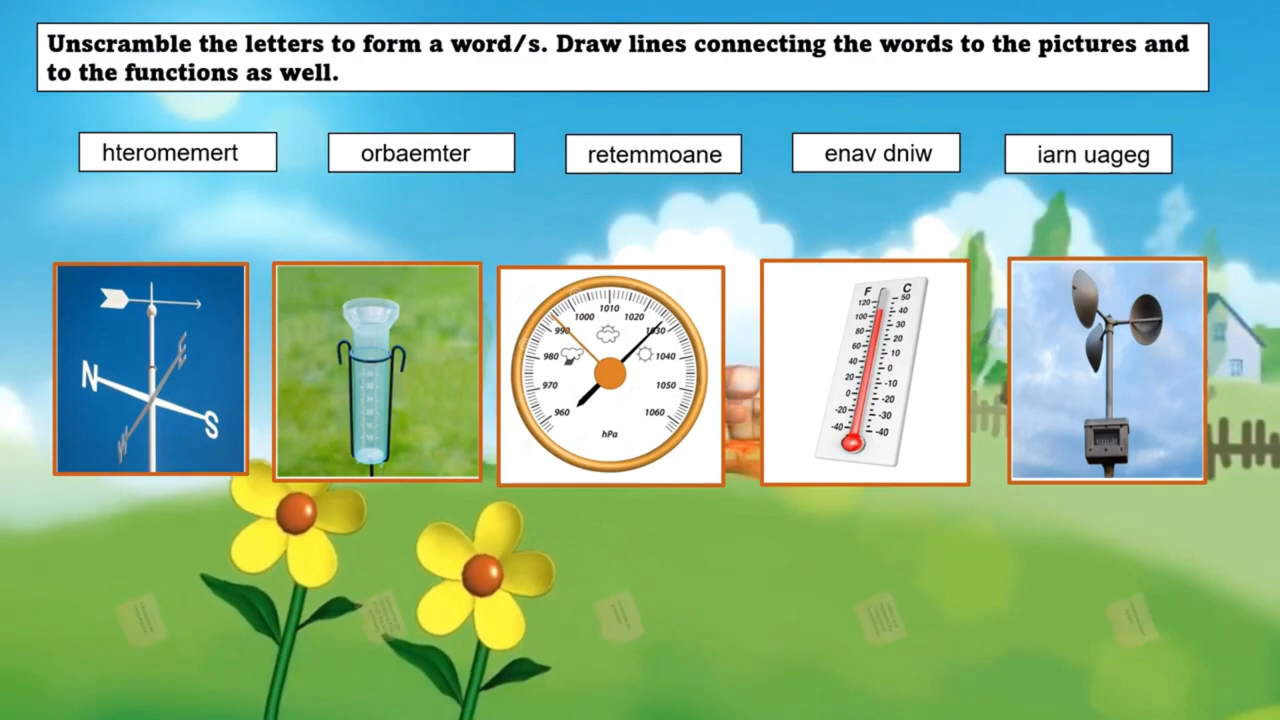 Unscramble the letters to form a word/s. Draw lines connecting the words to the pictures and
to the functions as well.
hteromemert
orbaemter
retemmoane
enav dniw
iarn uageg
N
E
S
W
960
970
980
990
1000
1010
1020
1030
1040
1050
1060
hPa
F C
120 50
100 40
80 30
60 20
40 10
20 0
0 -10
-20 -20
-40 -30
-40